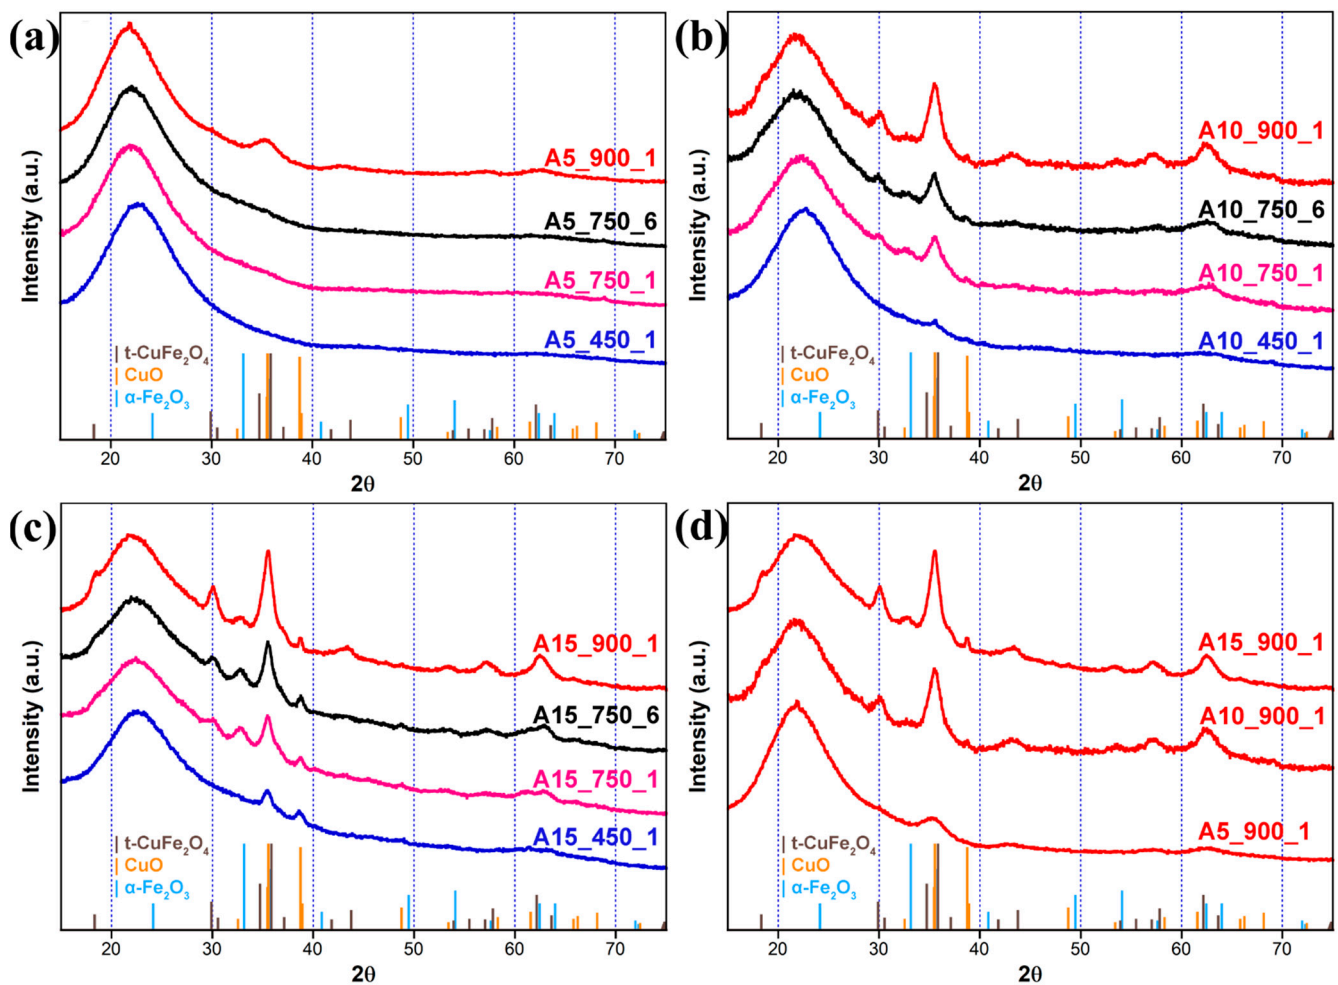 (a)
Intensity (a.u.)
A5_900_1
A5_750_6
A5_750_1
A5_450_1
t-CuFe₂O₄
CuO
α-Fe₂O₃
20 30 40 50 60 70
2θ
(b)
Intensity (a.u.)
A10_900_1
A10_750_6
A10_750_1
A10_450_1
t-CuFe₂O₄
CuO
α-Fe₂O₃
20 30 40 50 60 70
2θ
(c)
Intensity (a.u.)
A15_900_1
A15_750_6
A15_750_1
A15_450_1
t-CuFe₂O₄
CuO
α-Fe₂O₃
20 30 40 50 60 70
2θ
(d)
Intensity (a.u.)
A15_900_1
A10_900_1
A5_900_1
t-CuFe₂O₄
CuO
α-Fe₂O₃
20 30 40 50 60 70
2θ